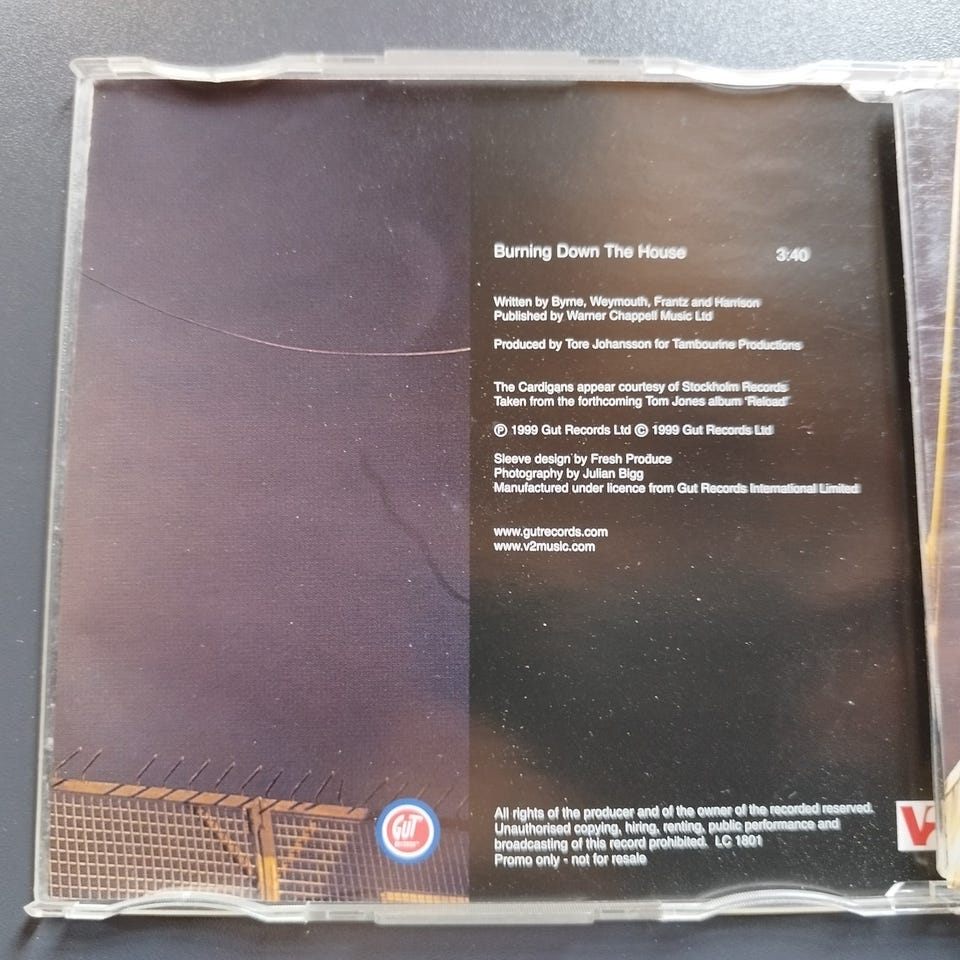 Burning Down The House 3:40
Written by Byrne, Weymouth, Frantz and Harrison
Published by Warner Chappell Music Ltd
Produced by Tore Johansson for Tambourine Productions
The Cardigans appear courtesy of Stockholm Records
Taken from the forthcoming Tom Jones album 'Reload'
℗ 1999 Gut Records Ltd © 1999 Gut Records Ltd
Sleeve design by Fresh Produce
Photography by Julian Bigg
Manufactured under licence from Gut Records International Limited
www.gutrecords.com
www.v2music.com
GUT
RECORDS
All rights of the producer and of the owner of the recorded reserved.
Unauthorised copying, hiring, renting, public performance and
broadcasting of this record prohibited. LC 1801
Promo only - not for resale
V2